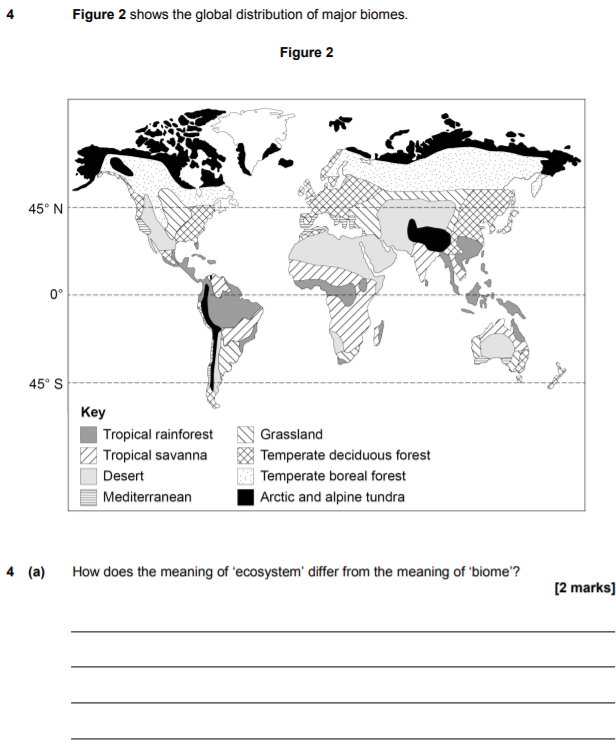 4 Figure 2 shows the global distribution of major biomes.
Figure 2
45° N
0°
45° S
Key
Tropical rainforest Grassland
Tropical savanna Temperate deciduous forest
Desert Temperate boreal forest
Mediterranean Arctic and alpine tundra
4 (a) How does the meaning of ‘ecosystem’ differ from the meaning of ‘biome’?
[2 marks]